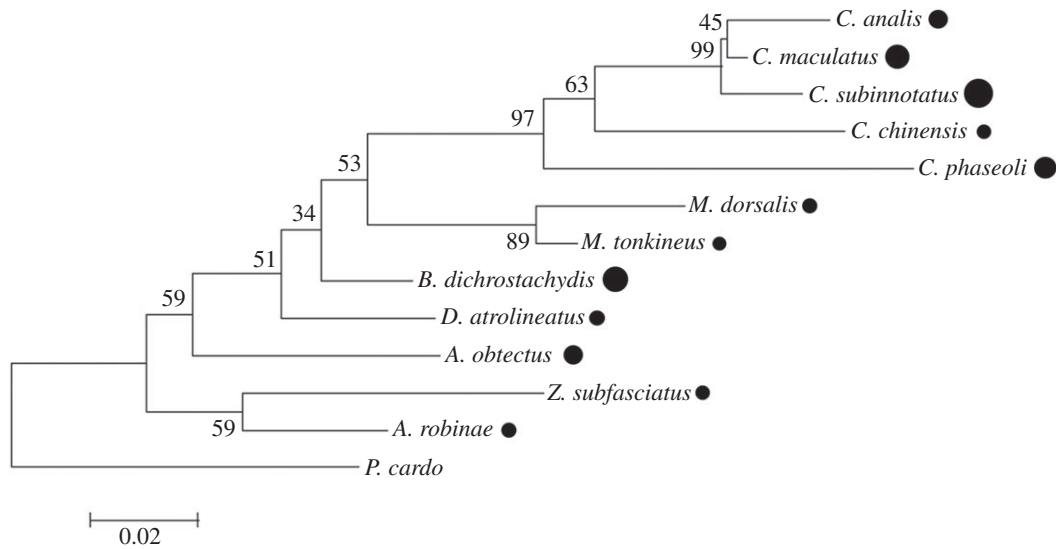 45
C. analis
99
C. maculatus
63
C. subinnotatus
97
C. chinensis
53
C. phaseoli
34
M. dorsalis
89
M. tonkineus
51
B. dichrostachydis
59
D. atrolineatus
A. obtectus
Z. subfasciatus
59
A. robinae
P. cardo
0.02